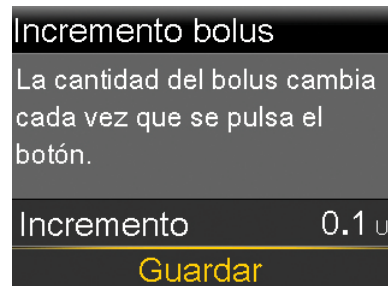 Incremento bolus
La cantidad del bolus cambia
cada vez que se pulsa el
botón.
Incremento 0.1 U
Guardar